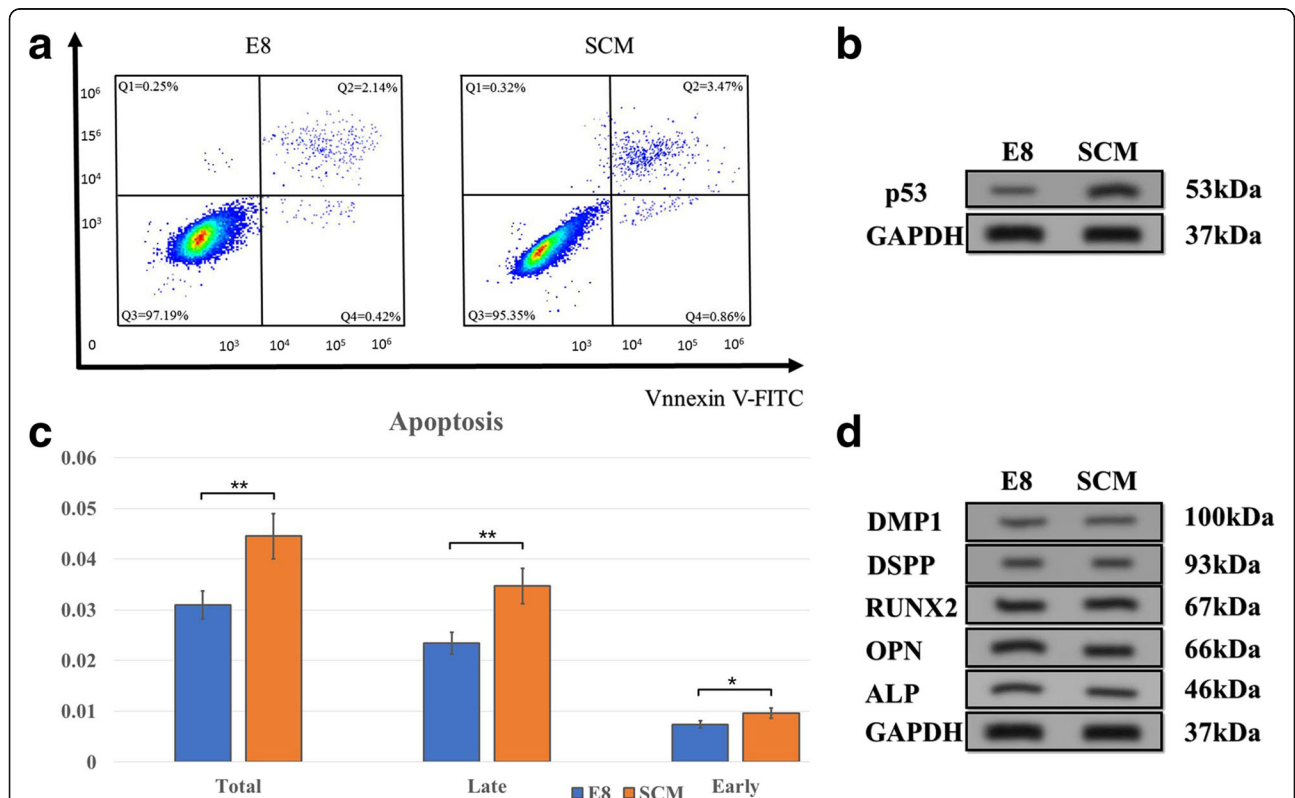 a
E8
SCM
Q1=0.25%
Q2=2.14%
Q3=97.19%
Q4=0.42%
Q1=0.32%
Q2=3.47%
Q3=95.35%
Q4=0.86%
10⁶
15⁶
10⁴
10³
0
10³ 10⁴ 10⁵ 10⁶
10³ 10⁴ 10⁵ 10⁶
Vnnexin V-FITC
b
E8 SCM
p53 53kDa
GAPDH 37kDa
c
Apoptosis
0.06
0.05
0.04
0.03
0.02
0.01
0
**
**
*
Total Late Early
E8 SCM
d
E8 SCM
DMP1 100kDa
DSPP 93kDa
RUNX2 67kDa
OPN 66kDa
ALP 46kDa
GAPDH 37kDa